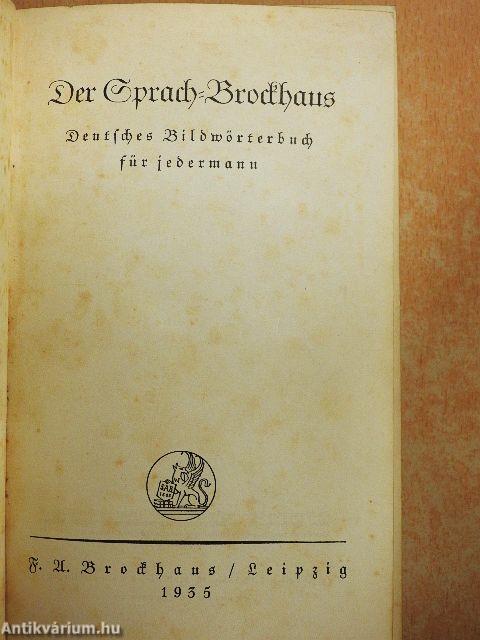 Der Sprach-Brockhaus
Deutsches Bildwörterbuch
für jedermann
F. A. Brockhaus / Leipzig
1935
Antikvárium.hu